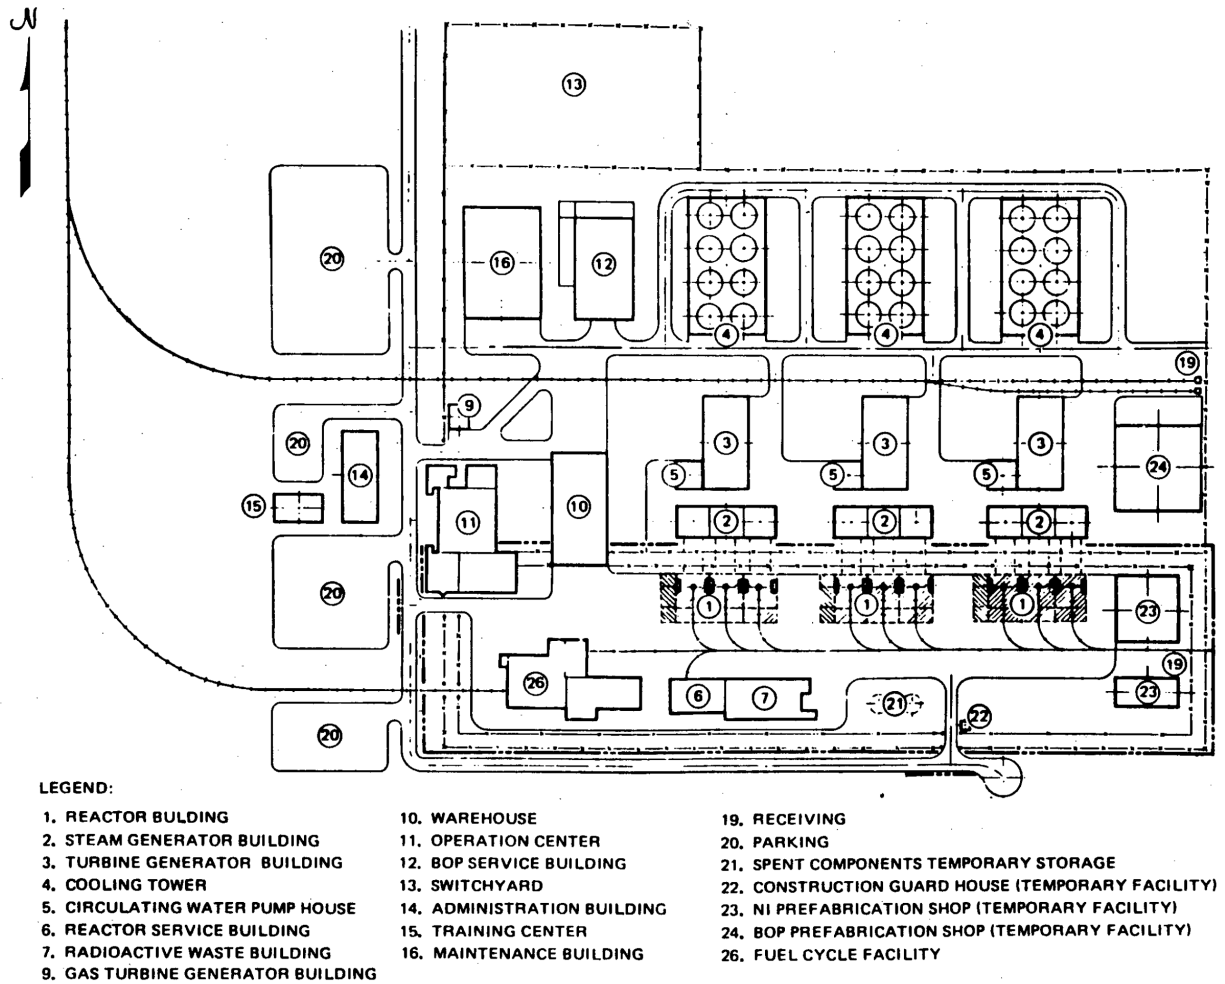 N
13
20
16
12
4
4
4
19
9
20
14
3
3
3
5
5
5
24
15
11
10
2
2
2
20
1
1
1
23
19
26
6
7
21
23
22
20
LEGEND:
1. REACTOR BULDING
2. STEAM GENERATOR BUILDING
3. TURBINE GENERATOR BUILDING
4. COOLING TOWER
5. CIRCULATING WATER PUMP HOUSE
6. REACTOR SERVICE BUILDING
7. RADIOACTIVE WASTE BUILDING
9. GAS TURBINE GENERATOR BUILDING
10. WAREHOUSE
11. OPERATION CENTER
12. BOP SERVICE BUILDING
13. SWITCHYARD
14. ADMINISTRATION BUILDING
15. TRAINING CENTER
16. MAINTENANCE BUILDING
19. RECEIVING
20. PARKING
21. SPENT COMPONENTS TEMPORARY STORAGE
22. CONSTRUCTION GUARD HOUSE (TEMPORARY FACILITY)
23. NI PREFABRICATION SHOP (TEMPORARY FACILITY)
24. BOP PREFABRICATION SHOP (TEMPORARY FACILITY)
26. FUEL CYCLE FACILITY